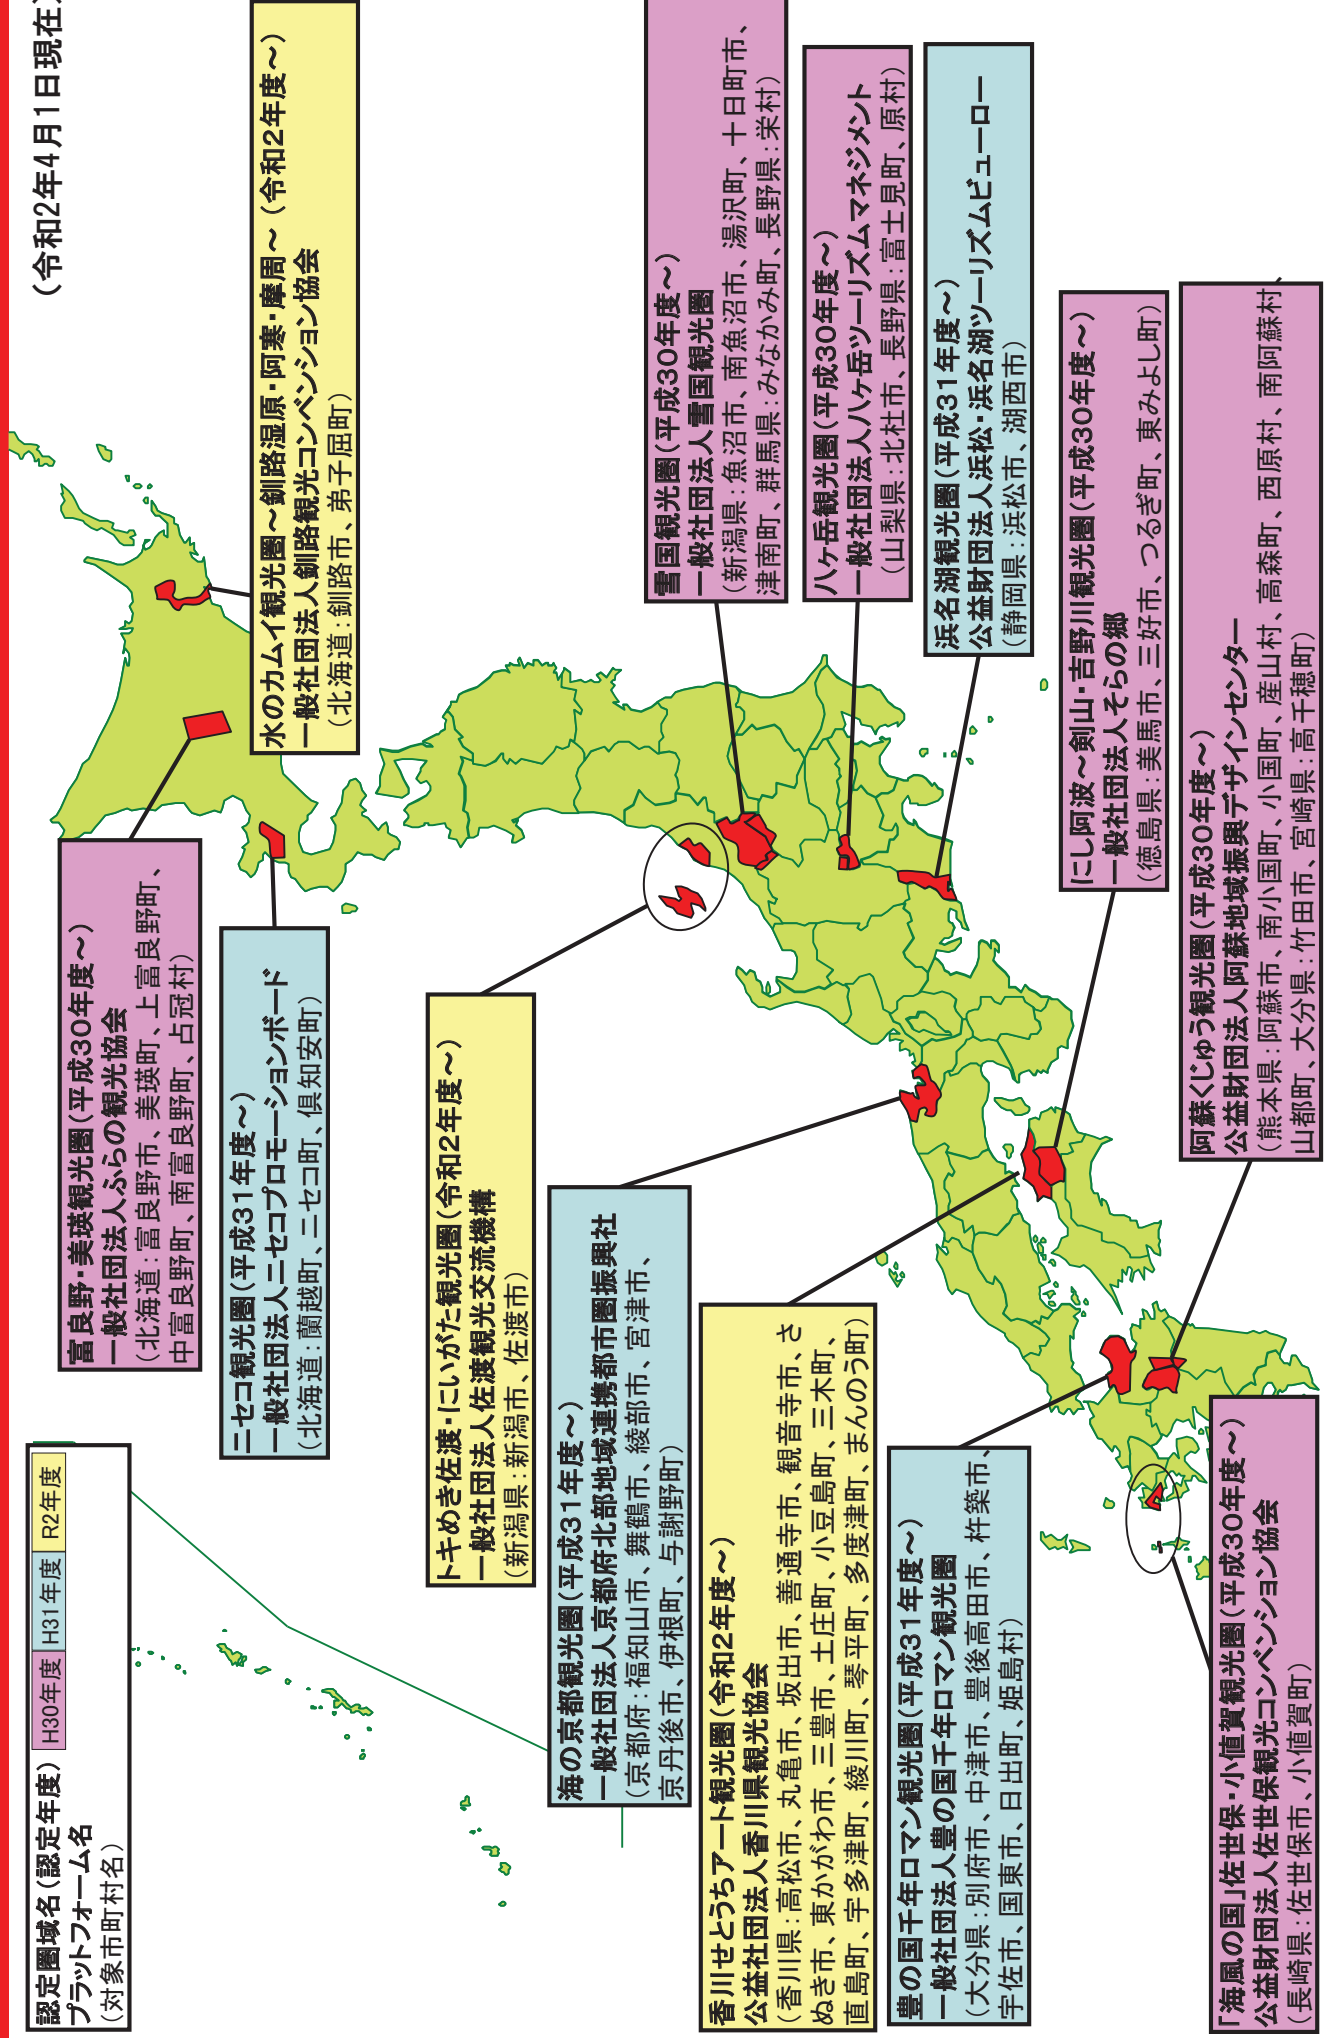 (令和2年4月1日現在)
認定圏域名(認定年度)
プラットフォーム名
(対象市町村名)
H30年度
H31年度
R2年度
富良野・美瑛観光圏(平成30年度～)
一般社団法人ふらの観光協会
(北海道:富良野市、美瑛町、上富良野町、
中富良野町、南富良野町、占冠村)
ニセコ観光圏(平成31年度～)
一般社団法人ニセコプロモーションボード
(北海道:蘭越町、ニセコ町、倶知安町)
水のカムイ観光圏～釧路湿原・阿寒・摩周～(令和2年度～)
一般社団法人釧路観光コンベンション協会
(北海道:釧路市、弟子屈町)
トキめき佐渡・にいがた観光圏(令和2年度～)
一般社団法人佐渡観光交流機構
(新潟県:新潟市、佐渡市)
海の京都観光圏(平成31年度～)
一般社団法人京都府北部地域連携都市圏振興社
(京都府:福知山市、舞鶴市、綾部市、宮津市、
京丹後市、伊根町、与謝野町)
雪国観光圏(平成30年度～)
一般社団法人雪国観光圏
(新潟県:魚沼市、南魚沼市、湯沢町、十日町市、
津南町、群馬県:みなかみ町、長野県:栄村)
香川せとうちアート観光圏(令和2年度～)
公益社団法人香川県観光協会
(香川県:高松市、丸亀市、坂出市、善通寺市、観音寺市、さ
ぬき市、東かがわ市、三豊市、土庄町、小豆島町、三木町、
直島町、宇多津町、綾川町、琴平町、多度津町、まんのう町)
八ヶ岳観光圏(平成30年度～)
一般社団法人八ヶ岳ツーリズムマネジメント
(山梨県:北杜市、長野県:富士見町、原村)
豊の国千年ロマン観光圏(平成31年度～)
一般社団法人豊の国千年ロマン観光圏
(大分県:別府市、中津市、豊後高田市、杵築市、
宇佐市、国東市、日出町、姫島村)
浜名湖観光圏(平成31年度～)
公益財団法人浜松・浜名湖ツーリズムビューロー
(静岡県:浜松市、湖西市)
にし阿波～剣山・吉野川観光圏(平成30年度～)
一般社団法人そらの郷
(徳島県:美馬市、三好市、つるぎ町、東みよし町)
阿蘇くじゅう観光圏(平成30年度～)
公益財団法人阿蘇地域振興デザインセンター
(熊本県:阿蘇市、南小国町、小国町、産山村、高森町、西原村、南阿蘇村、
山都町、大分県:竹田市、宮崎県:高千穂町)
「海風の国」佐世保・小値賀観光圏(平成30年度～)
公益財団法人佐世保観光コンベンション協会
(長崎県:佐世保市、小値賀町)